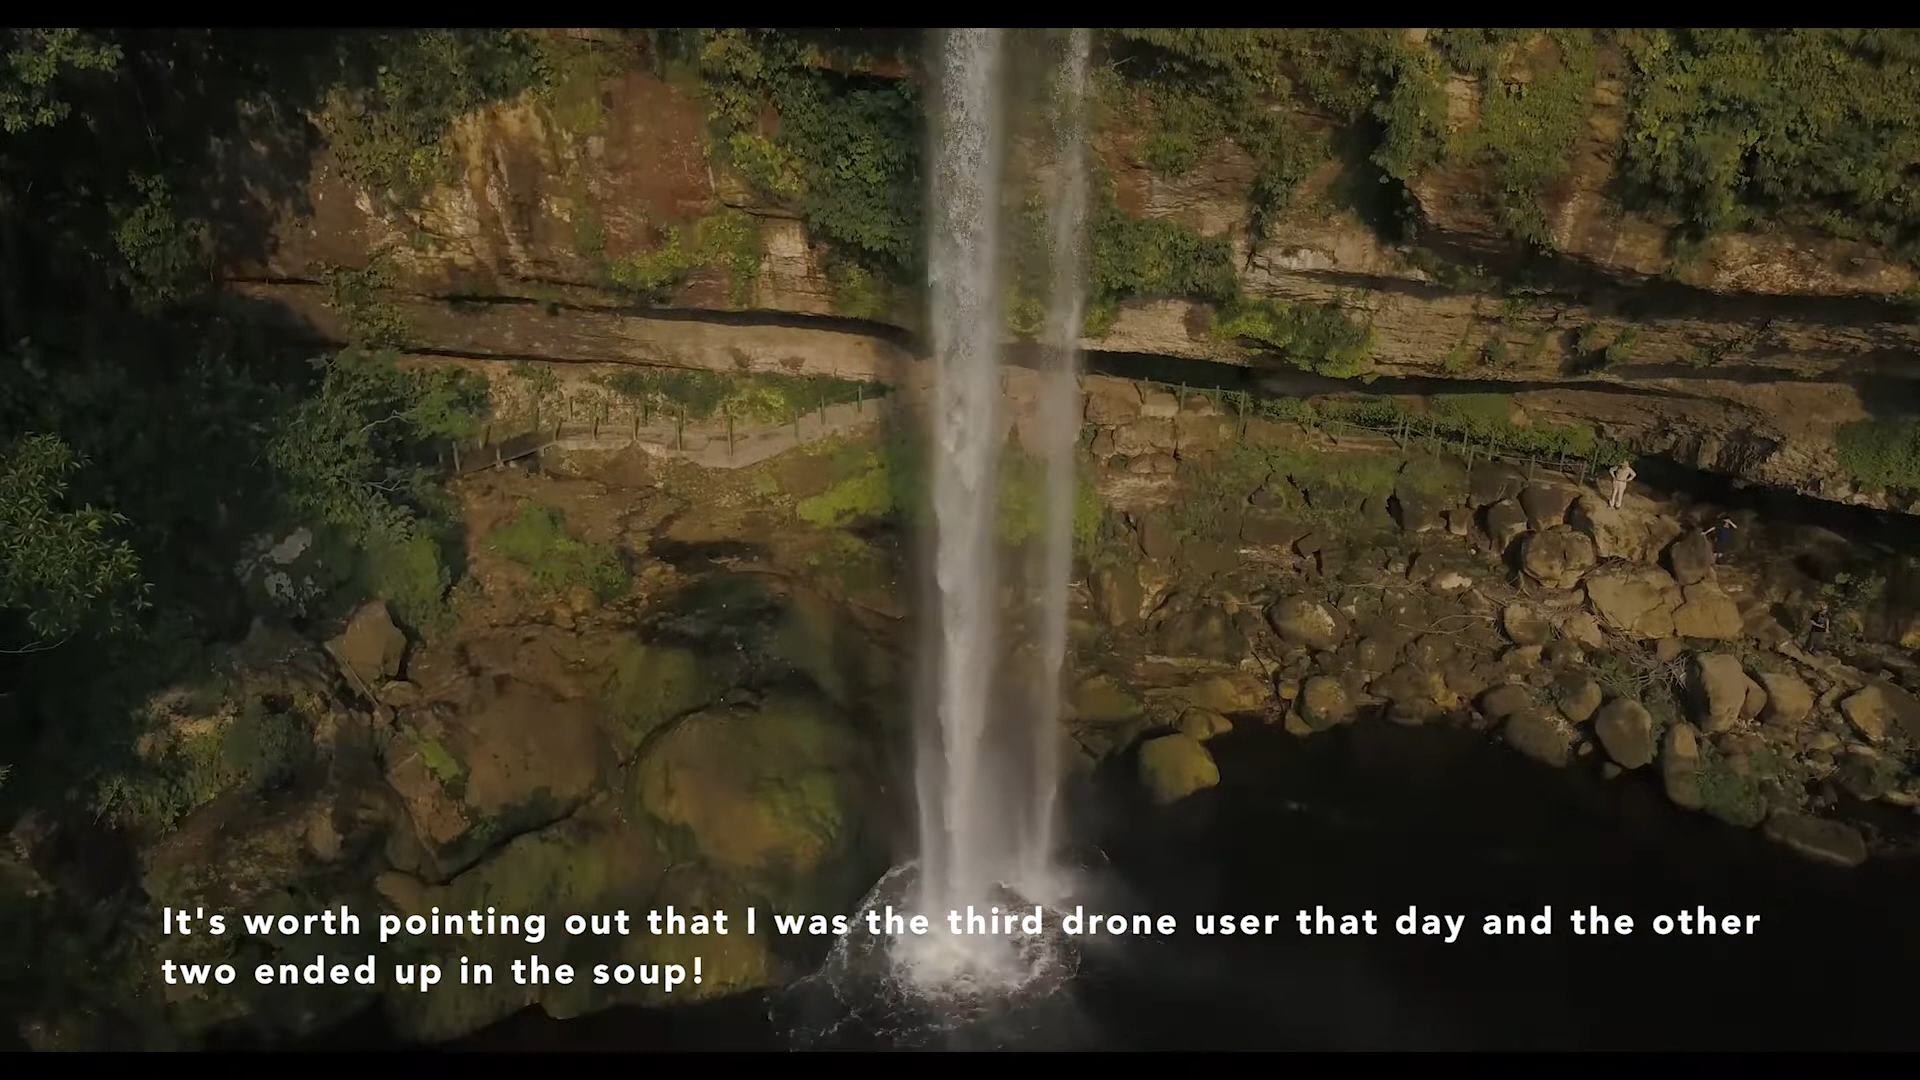 It's worth pointing out that I was the third drone user that day and the other
two ended up in the soup!